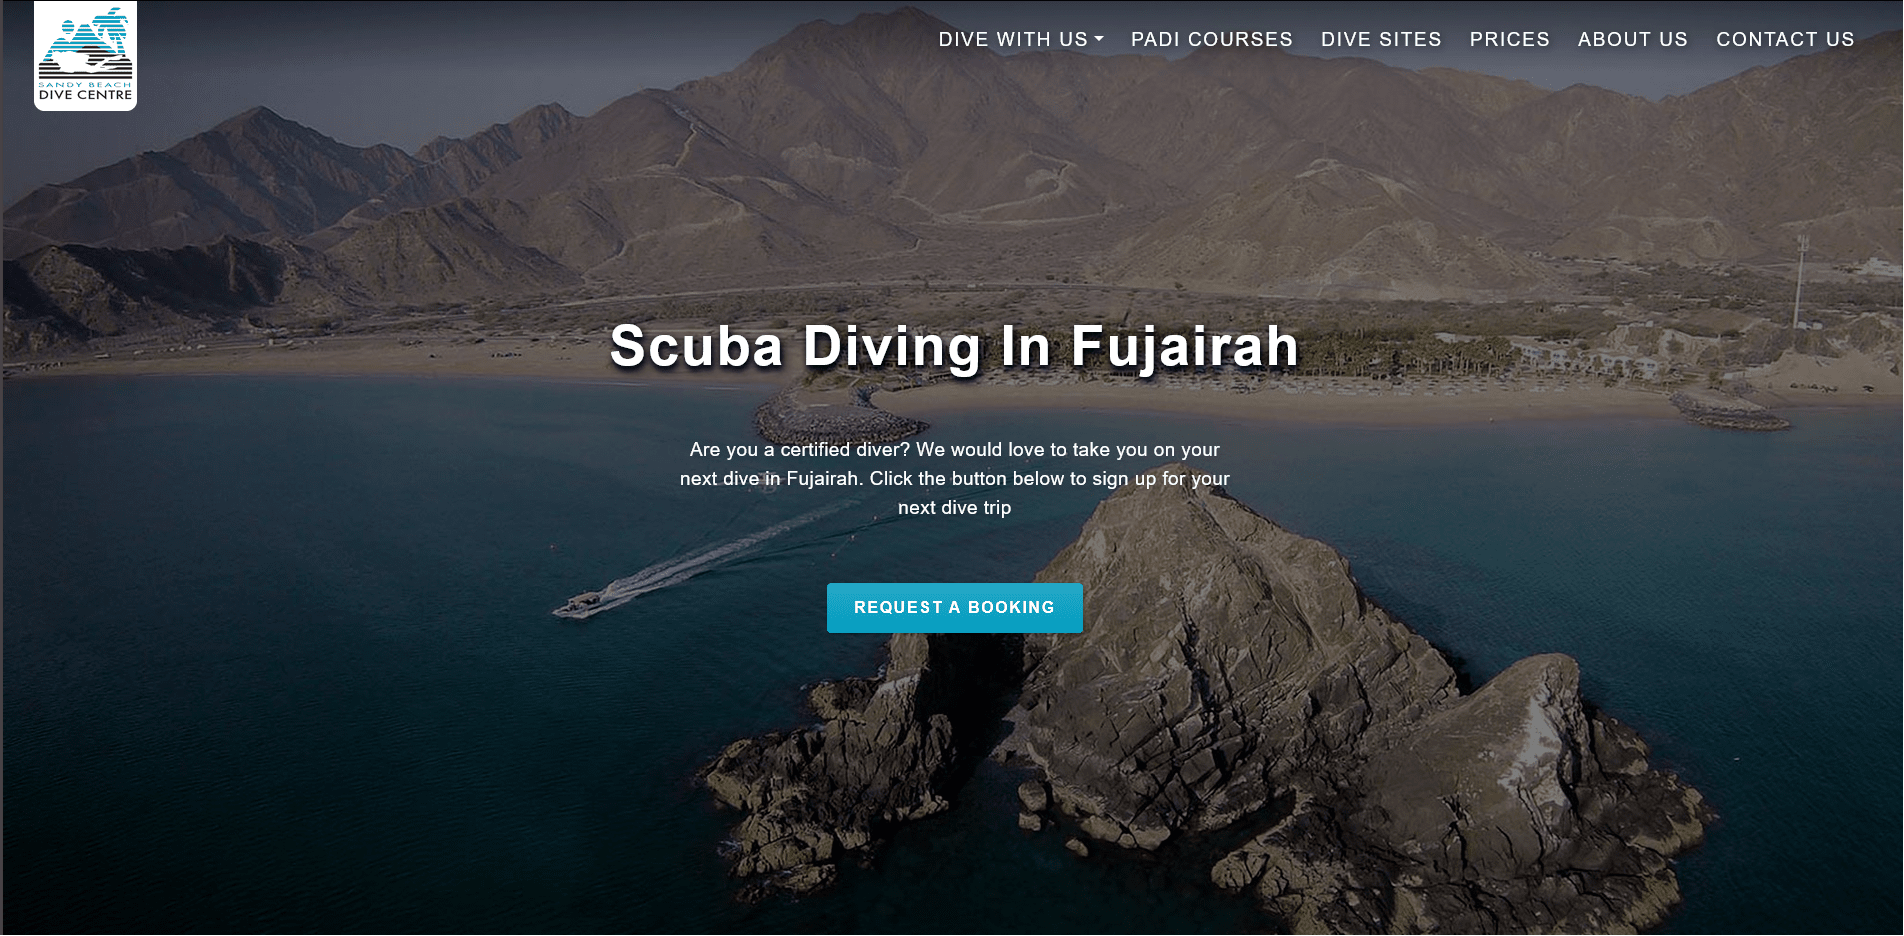 SANDY BEACH
DIVE CENTRE
DIVE WITH US
PADI COURSES
DIVE SITES
PRICES
ABOUT US
CONTACT US
Scuba Diving In Fujairah
Are you a certified diver? We would love to take you on your
next dive in Fujairah. Click the button below to sign up for your
next dive trip
REQUEST A BOOKING